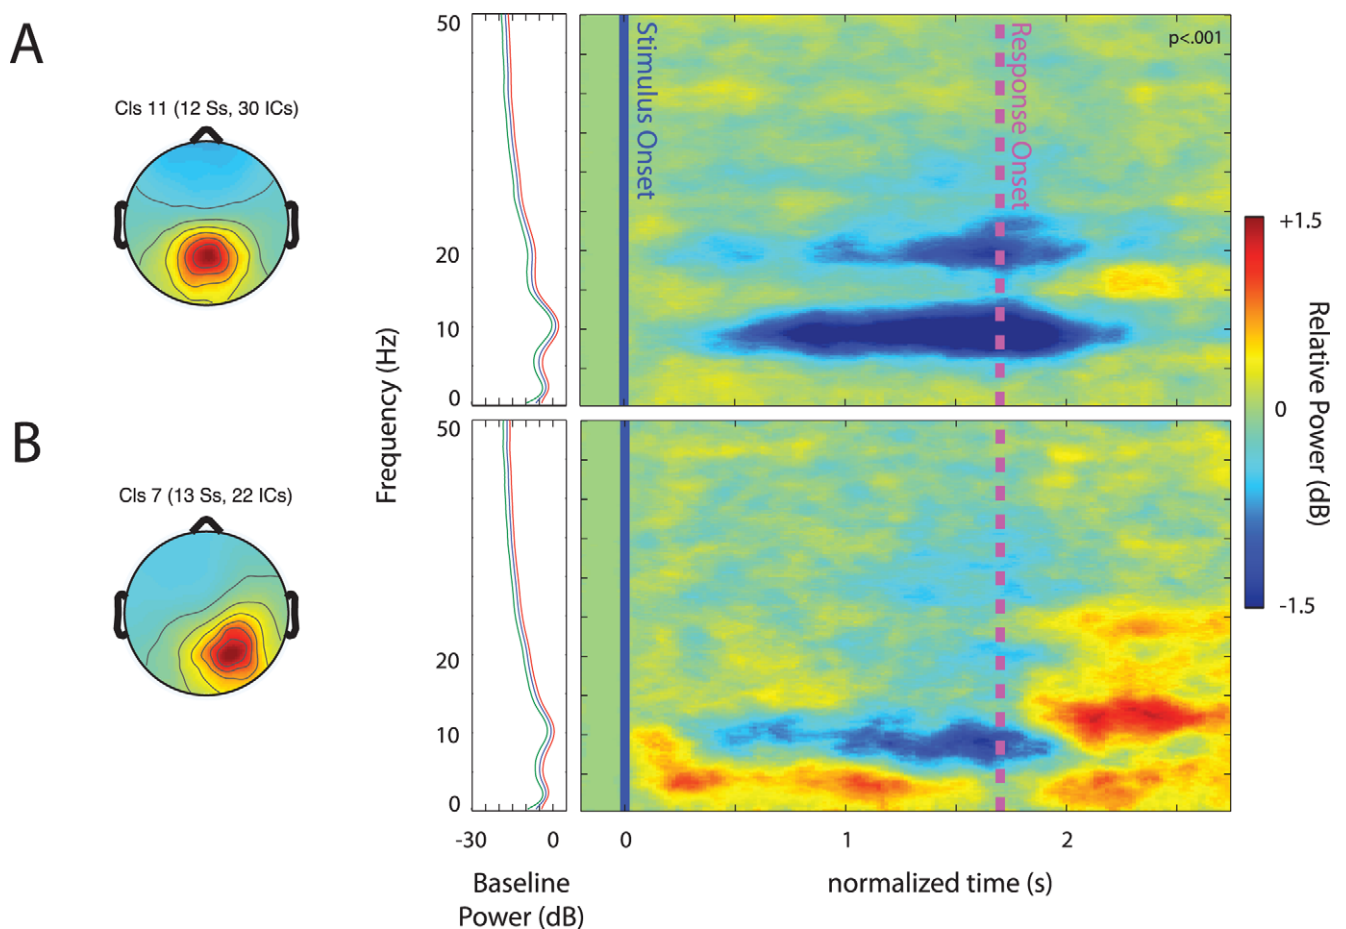 A
Cls 11 (12 Ss, 30 ICs)
50
20
10
0
Stimulus Onset
Response Onset
p<.001
+1.5
0
-1.5
Relative Power (dB)
Frequency (Hz)
B
Cls 7 (13 Ss, 22 ICs)
50
20
10
0
-30 0
0 1 2
Baseline
Power (dB)
normalized time (s)